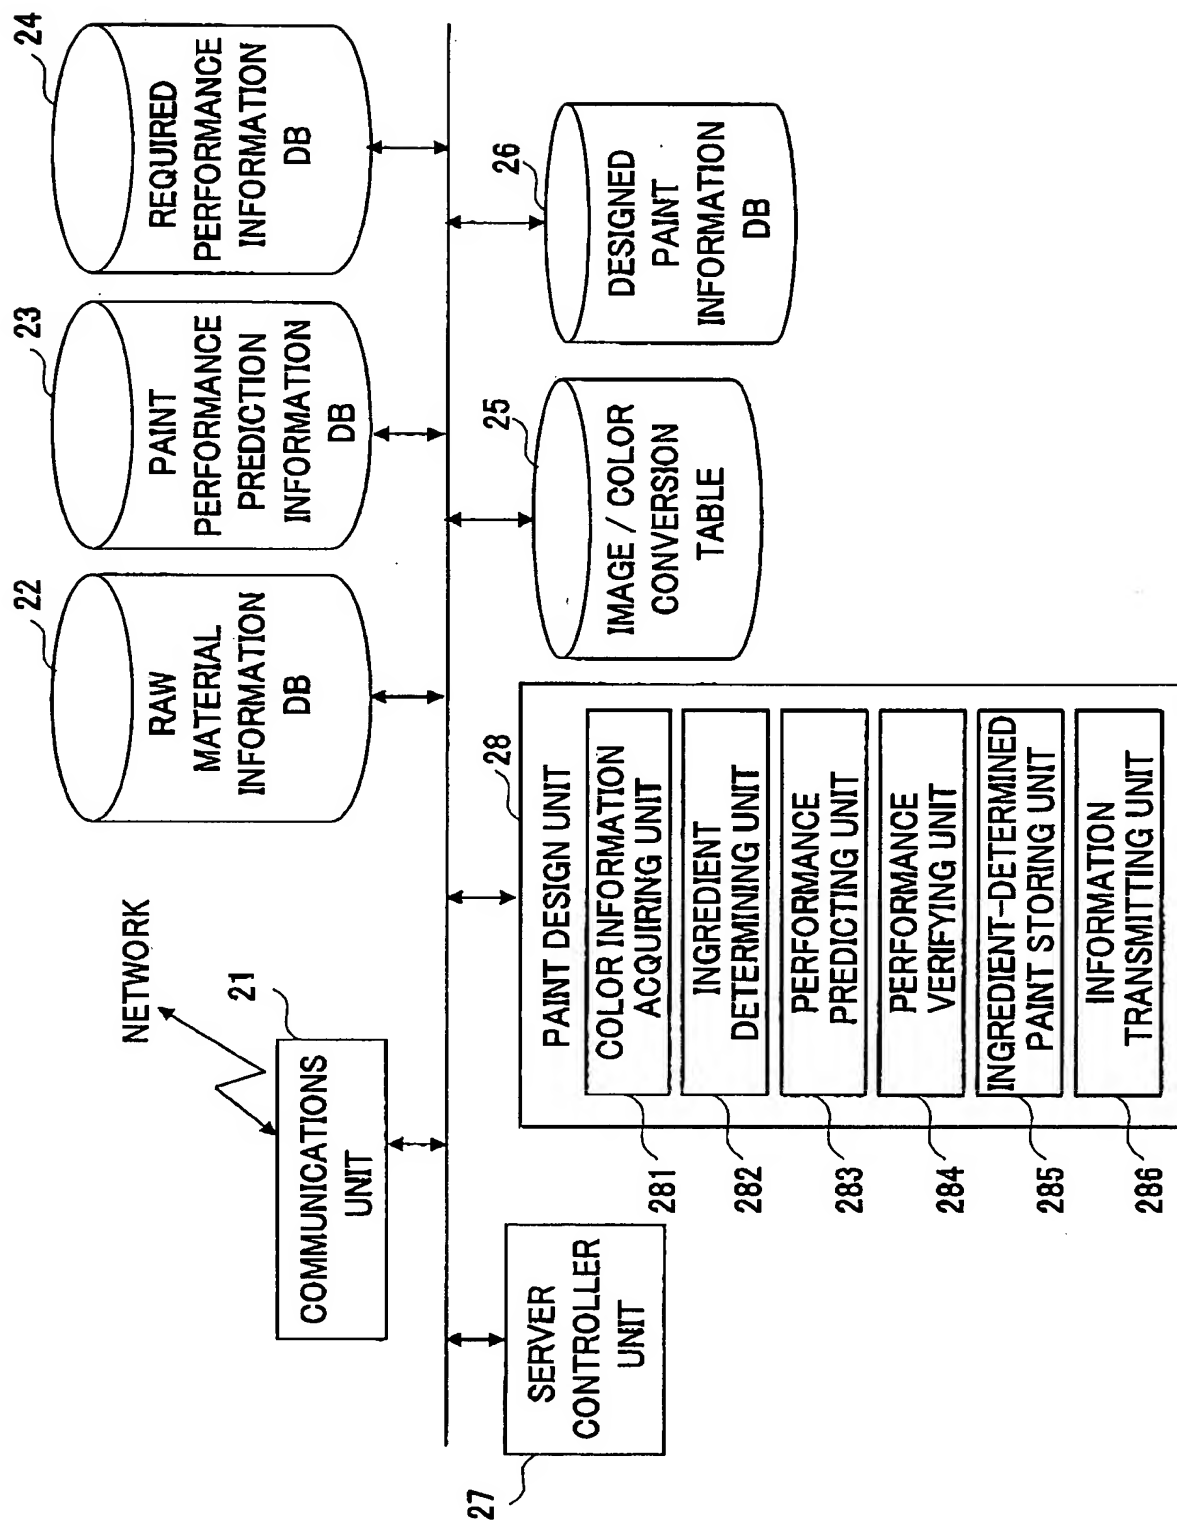 NETWORK
21
COMMUNICATIONS
UNIT
22
RAW
MATERIAL
INFORMATION
DB
23
PAINT
PERFORMANCE
PREDICTION
INFORMATION
DB
24
REQUIRED
PERFORMANCE
INFORMATION
DB
27
SERVER
CONTROLLER
UNIT
28
PAINT DESIGN UNIT
281
COLOR INFORMATION
ACQUIRING UNIT
282
INGREDIENT
DETERMINING UNIT
283
PERFORMANCE
PREDICTING UNIT
284
PERFORMANCE
VERIFYING UNIT
285
INGREDIENT-DETERMINED
PAINT STORING UNIT
286
INFORMATION
TRANSMITTING UNIT
25
IMAGE / COLOR
CONVERSION
TABLE
26
DESIGNED
PAINT
INFORMATION
DB